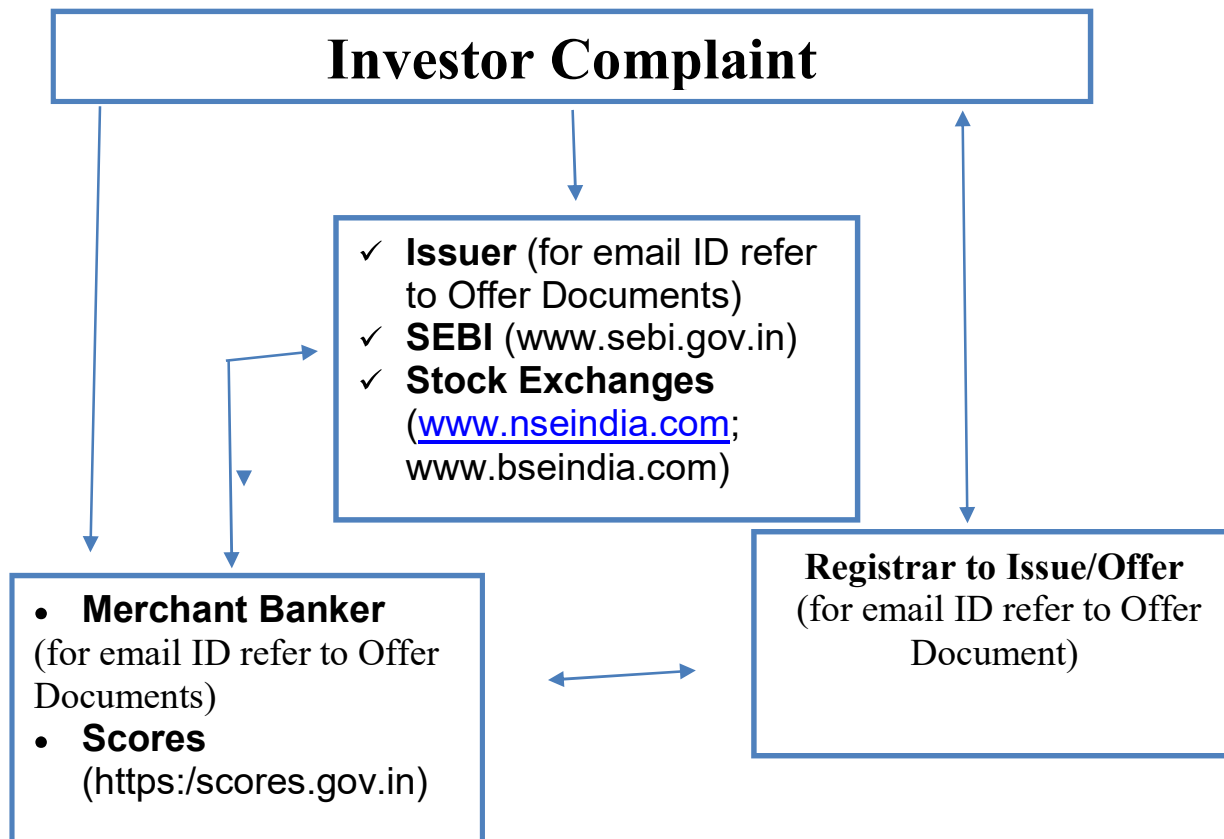 Investor Complaint
✓ Issuer (for email ID refer
to Offer Documents)
✓ SEBI (www.sebi.gov.in)
✓ Stock Exchanges
(www.nseindia.com;
www.bseindia.com)
• Merchant Banker
(for email ID refer to Offer
Documents)
• Scores
(https:/scores.gov.in)
Registrar to Issue/Offer
(for email ID refer to Offer
Document)